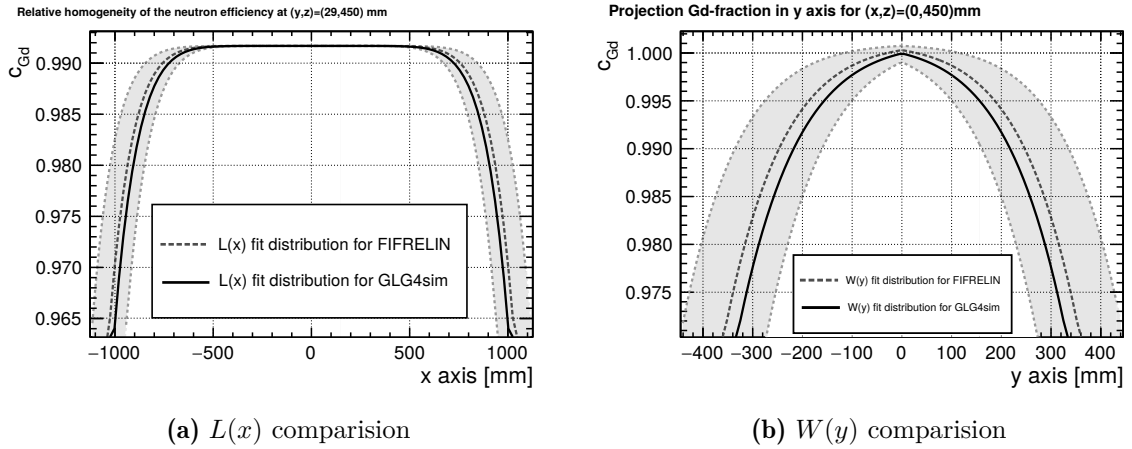 Relative homogeneity of the neutron efficiency at (y,z)=(29,450) mm
c_Gd
0.990
0.985
0.980
0.975
0.970
0.965
L(x) fit distribution for FIFRELIN
L(x) fit distribution for GLG4sim
−1000 −500 0 500 1000
x axis [mm]
(a) L(x) comparision
Projection Gd-fraction in y axis for (x,z)=(0,450)mm
c_Gd
1.000
0.995
0.990
0.985
0.980
0.975
W(y) fit distribution for FIFRELIN
W(y) fit distribution for GLG4sim
−400 −300 −200 −100 0 100 200 300 400
y axis [mm]
(b) W(y) comparision